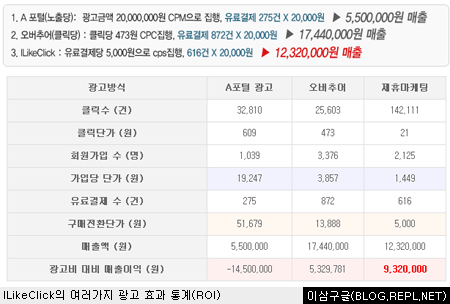 1. A 포털(노출당): 광고금액 20,000,000원 CPM으로 집행, 유료결제 275건 X 20,000원 ▶ 5,500,000원 매출
2. 오버추어(클릭당) : 클릭당 473원 CPC집행, 유료결제 872건 X 20,000원 ▶ 17,440,000원 매출
3. ILikeClick : 유료결제당 5,000원으로 cps집행, 616건 X 20,000원 ▶ 12,320,000원 매출
광고방식 A포털 광고 오버추어 제휴마케팅
클릭수 (건) 32,810 25,603 142,111
클릭단가 (원) 609 473 21
회원가입 수 (명) 1,039 3,376 2,125
가입당 단가 (원) 19,247 3,857 1,449
유료결제 수 (건) 275 872 616
구매전환단가 (원) 51,679 13,888 5,000
매출액 (원) 5,500,000 17,440,000 12,320,000
광고비 대비 매출이익 (원) -14,500,000 5,329,781 9,320,000
ILikeClick의 여러가지 광고 효과 통계(ROI)
이삼구글(BLOG.REPL.NET)